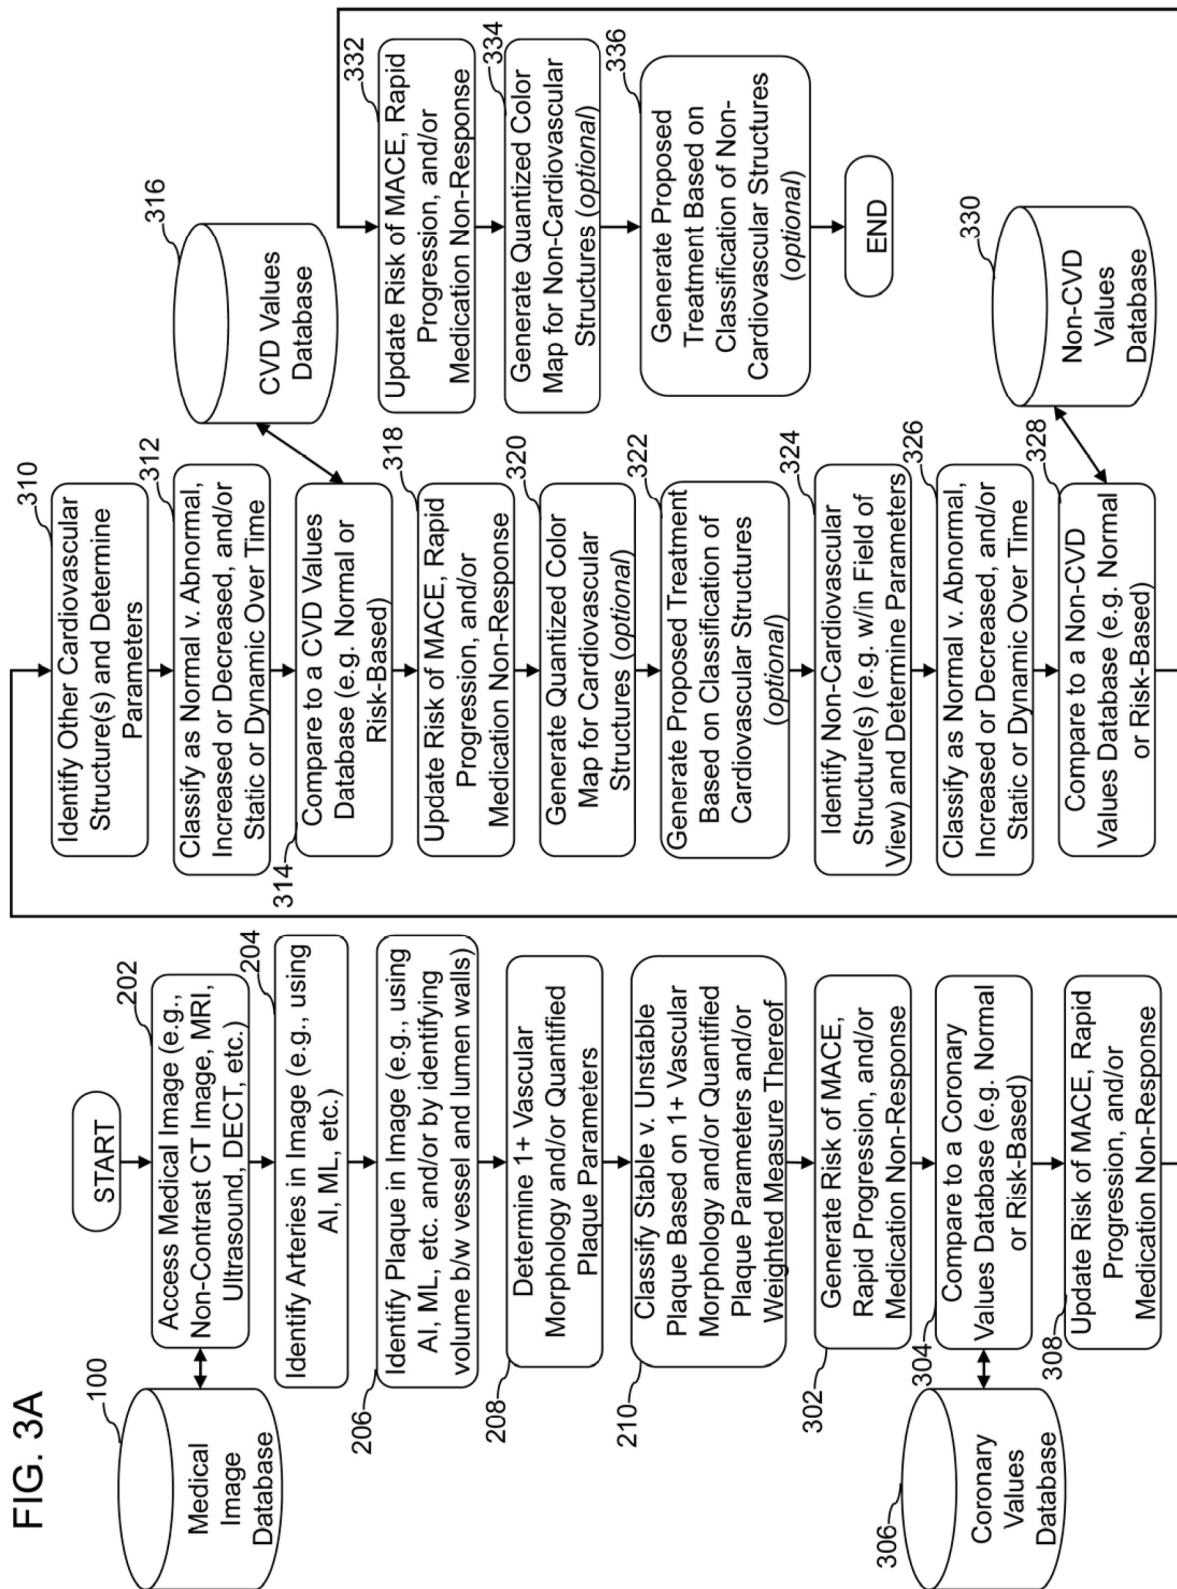 FIG. 3A
START
100
Medical
Image
Database
202
Access Medical Image (e.g.,
Non-Contrast CT Image, MRI,
Ultrasound, DECT, etc.)
204
Identify Arteries in Image (e.g., using
AI, ML, etc.)
206
Identify Plaque in Image (e.g., using
AI, ML, etc. and/or by identifying
volume b/w vessel and lumen walls)
208
Determine 1+ Vascular
Morphology and/or Quantified
Plaque Parameters
210
Classify Stable v. Unstable
Plaque Based on 1+ Vascular
Morphology and/or Quantified
Plaque Parameters and/or
Weighted Measure Thereof
302
Generate Risk of MACE,
Rapid Progression, and/or
Medication Non-Response
304
Compare to a Coronary
Values Database (e.g. Normal
or Risk-Based)
306
Coronary
Values
Database
308
Update Risk of MACE, Rapid
Progression, and/or
Medication Non-Response
310
Identify Other Cardiovascular
Structure(s) and Determine
Parameters
312
Classify as Normal v. Abnormal,
Increased or Decreased, and/or
Static or Dynamic Over Time
314
Compare to a CVD Values
Database (e.g. Normal or
Risk-Based)
316
CVD Values
Database
318
Update Risk of MACE, Rapid
Progression, and/or
Medication Non-Response
320
Generate Quantized Color
Map for Cardiovascular
Structures (optional)
322
Generate Proposed Treatment
Based on Classification of
Cardiovascular Structures
(optional)
324
Identify Non-Cardiovascular
Structure(s) (e.g. w/in Field of
View) and Determine Parameters
326
Classify as Normal v. Abnormal,
Increased or Decreased, and/or
Static or Dynamic Over Time
328
Compare to a Non-CVD
Values Database (e.g. Normal
or Risk-Based)
330
Non-CVD
Values
Database
332
Update Risk of MACE, Rapid
Progression, and/or
Medication Non-Response
334
Generate Quantized Color
Map for Non-Cardiovascular
Structures (optional)
336
Generate Proposed
Treatment Based on
Classification of Non-
Cardiovascular Structures
(optional)
END